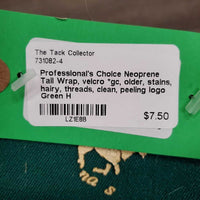 The Tack Collector
731082-4
Professional's Choice Neoprene
Tail Wrap, velcro *gc, older, stains,
hairy, threads, clean, peeling logo
Green H
$7.50
LZ1E88